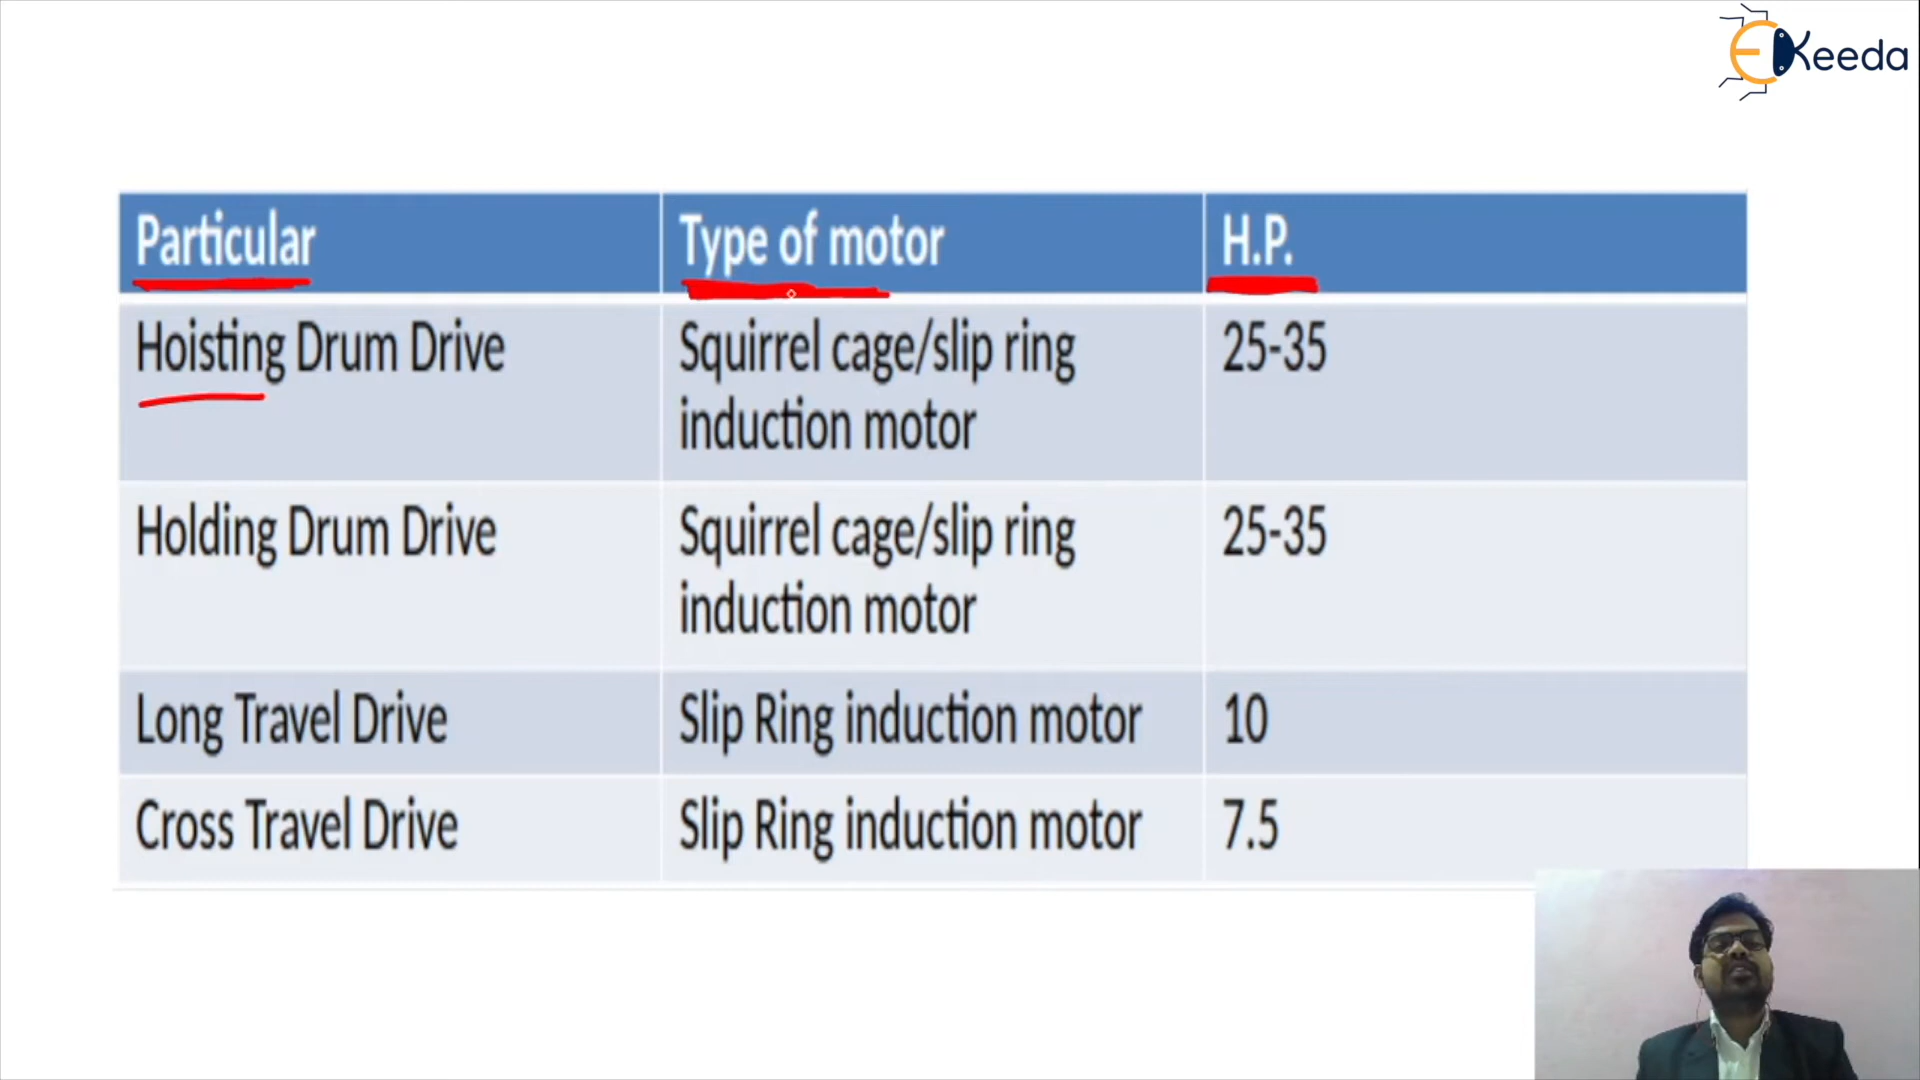 EKeeda
Particular Type of motor H.P.
Hoisting Drum Drive Squirrel cage/slip ring 25-35
induction motor
Holding Drum Drive Squirrel cage/slip ring 25-35
induction motor
Long Travel Drive Slip Ring induction motor 10
Cross Travel Drive Slip Ring induction motor 7.5